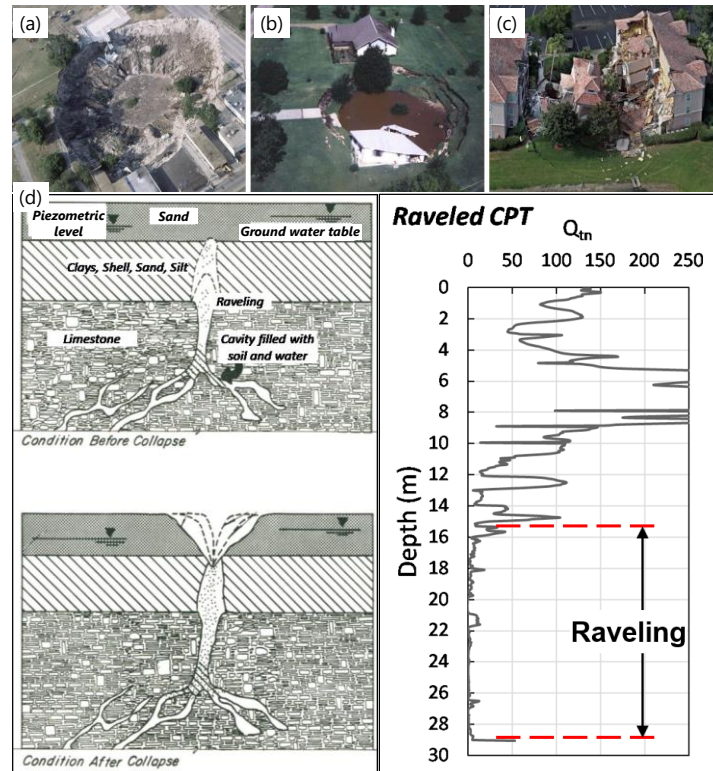 (a)
(b)
(c)
(d)
Piezometric
level
Sand
Ground water table
Clays, Shell, Sand, Silt
Raveling
Limestone
Cavity filled with
soil and water
Condition Before Collapse
Condition After Collapse
Raveled CPT
Qtn
0 50 100 150 200 250
Depth (m)
0
2
4
6
8
10
12
14
16
18
20
22
24
26
28
30
Raveling